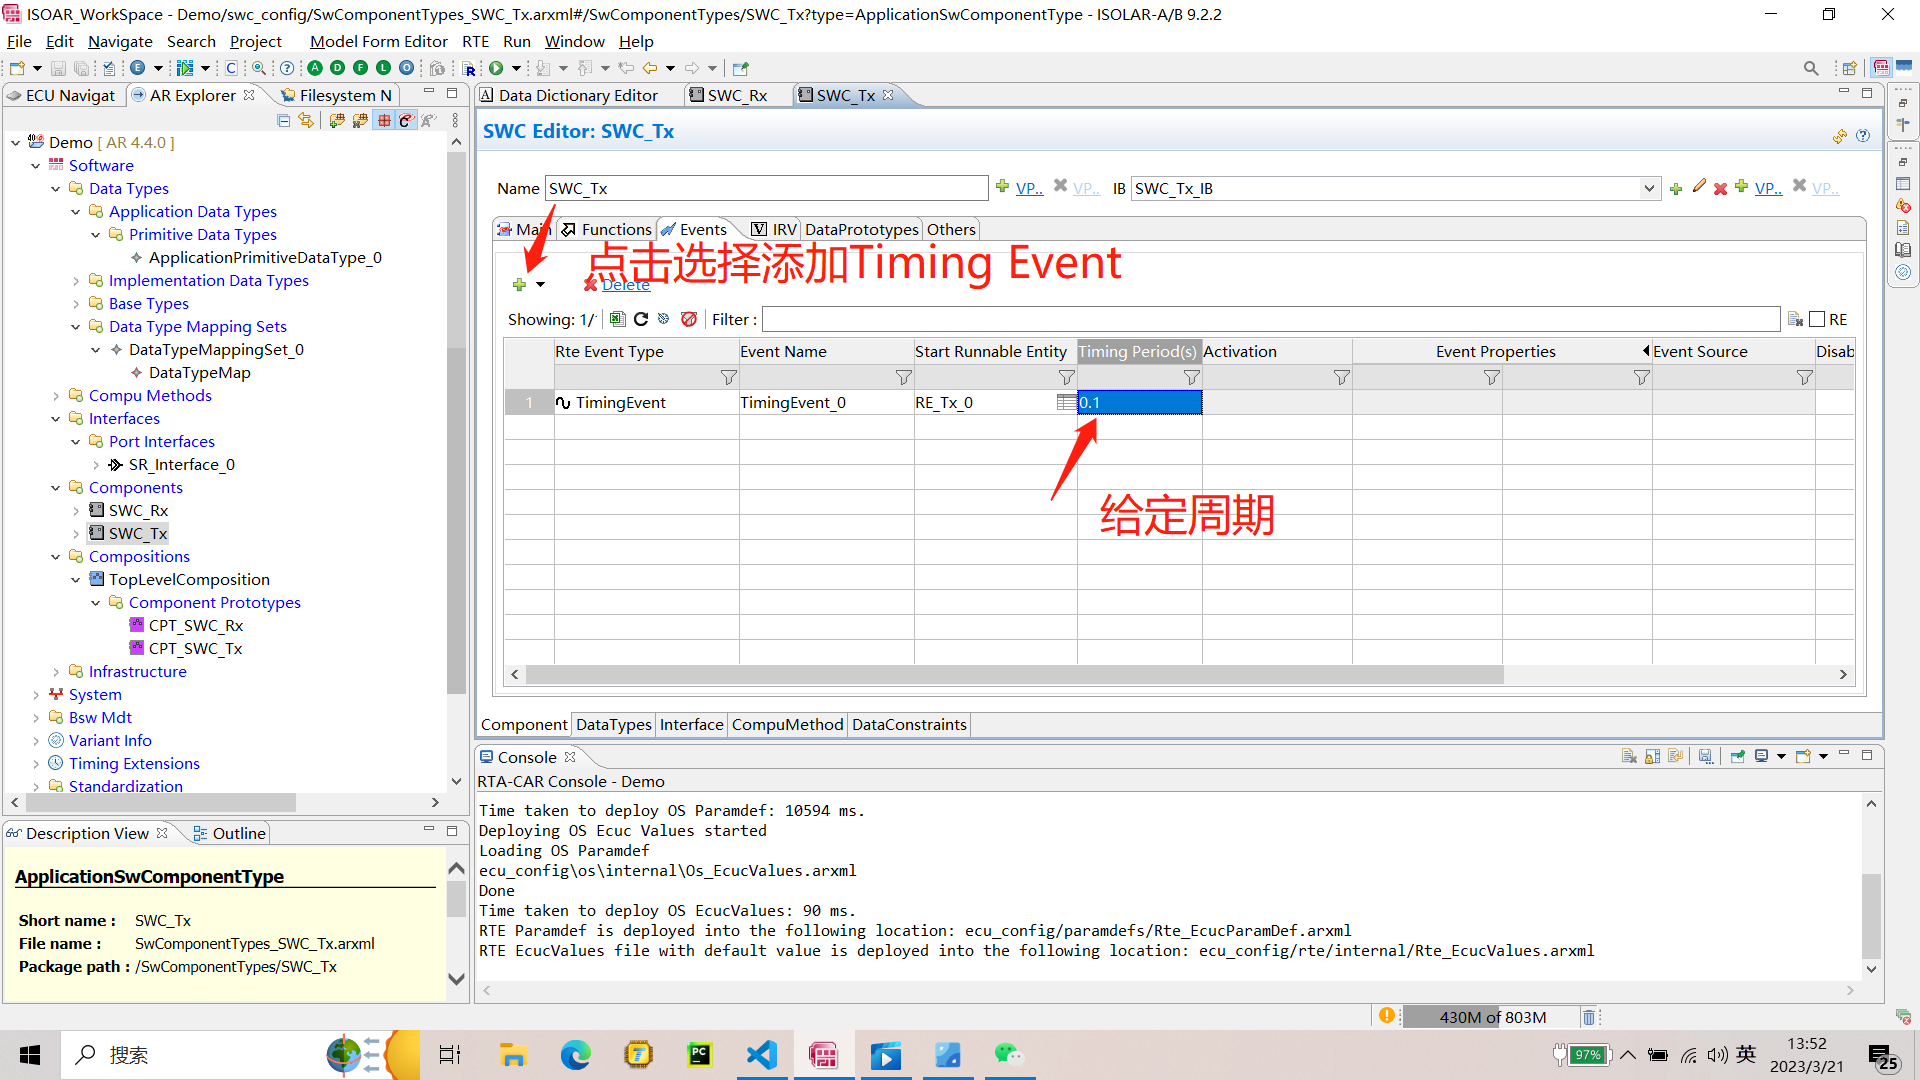 ISOAR_WorkSpace - Demo/swc_config/SwComponentTypes_SWC_Tx.arxml#/SwComponentTypes/SWC_Tx?type=ApplicationSwComponentType - ISOLAR-A/B 9.2.2
File Edit Navigate Search Project Model Form Editor RTE Run Window Help
ECU Navigat AR Explorer Filesystem N
Demo [ AR 4.4.0 ]
Software
Data Types
Application Data Types
Primitive Data Types
ApplicationPrimitiveDataType_0
Implementation Data Types
Base Types
Data Type Mapping Sets
DataTypeMappingSet_0
DataTypeMap
Compu Methods
Interfaces
Port Interfaces
SR_Interface_0
Components
SWC_Rx
SWC_Tx
Compositions
TopLevelComposition
Component Prototypes
CPT_SWC_Rx
CPT_SWC_Tx
Infrastructure
System
Bsw Mdt
Variant Info
Timing Extensions
Standardization
Description View Outline
ApplicationSwComponentType
Short name : SWC_Tx
File name : SwComponentTypes_SWC_Tx.arxml
Package path : /SwComponentTypes/SWC_Tx
Data Dictionary Editor SWC_Rx SWC_Tx
SWC Editor: SWC_Tx
Name SWC_Tx VP.. VP.. IB SWC_Tx_IB VP.. VP..
Main Functions Events IRV DataPrototypes Others
点击选择添加Timing Event
Delete
Showing: 1/ Filter : RE
Rte Event Type Event Name Start Runnable Entity Timing Period(s) Activation Event Properties Event Source Disab
1 TimingEvent TimingEvent_0 RE_Tx_0 0.1
给定周期
Component DataTypes Interface CompuMethod DataConstraints
Console
RTA-CAR Console - Demo
Time taken to deploy OS Paramdef: 10594 ms.
Deploying OS Ecuc Values started
Loading OS Paramdef
ecu_config\os\internal\Os_EcucValues.arxml
Done
Time taken to deploy OS EcucValues: 90 ms.
RTE Paramdef is deployed into the following location: ecu_config/paramdefs/Rte_EcucParamDef.arxml
RTE EcucValues file with default value is deployed into the following location: ecu_config/rte/internal/Rte_EcucValues.arxml
430M of 803M
搜索
97%
英
13:52
2023/3/21
25